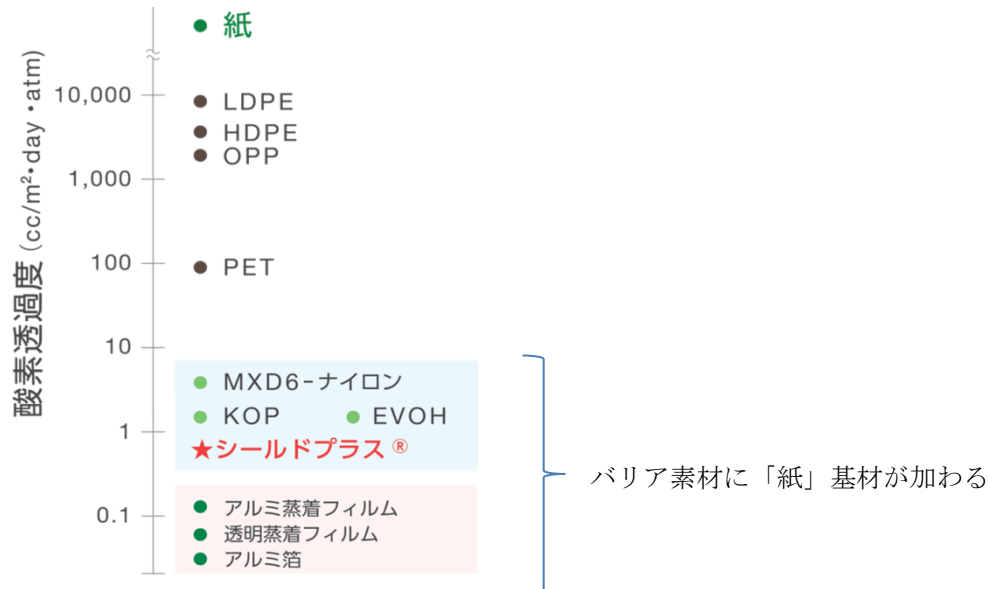 酸素透過度 (cc/m²・day ・atm)
紙
10,000
LDPE
HDPE
OPP
1,000
100
PET
10
MXD6-ナイロン
KOP
EVOH
1
★シールドプラス®
バリア素材に「紙」基材が加わる
アルミ蒸着フィルム
0.1
透明蒸着フィルム
アルミ箔